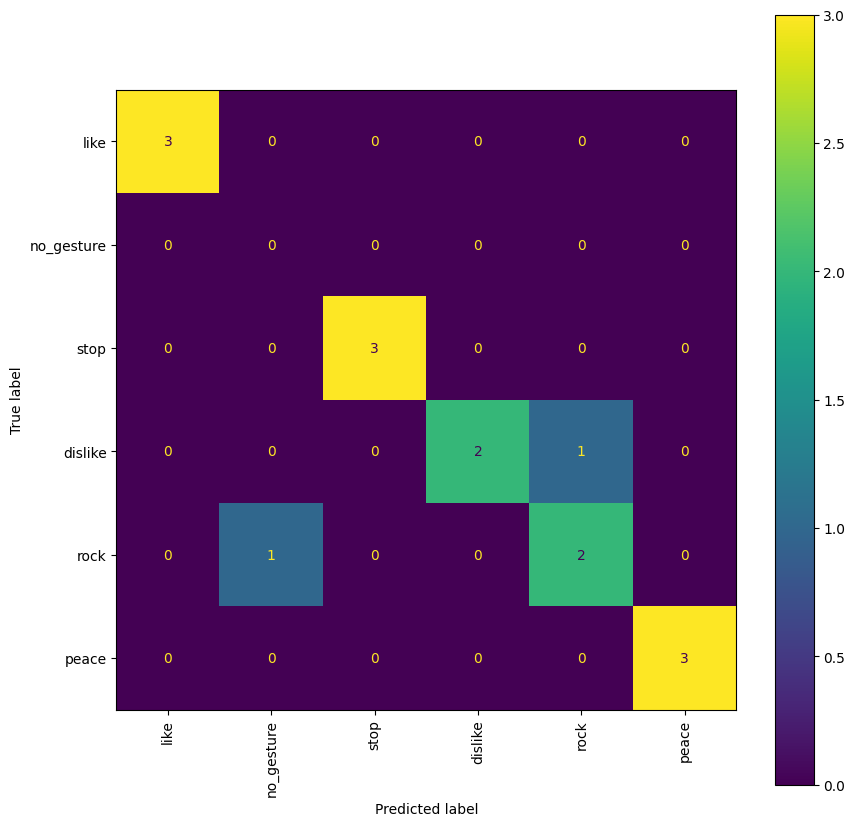 3.0
like 3 0 0 0 0 0
2.5
no_gesture 0 0 0 0 0 0
2.0
stop 0 0 3 0 0 0
True label
1.5
dislike 0 0 0 2 1 0
1.0
rock 0 1 0 0 2 0
0.5
peace 0 0 0 0 0 3
0.0
like no_gesture stop dislike rock peace
Predicted label